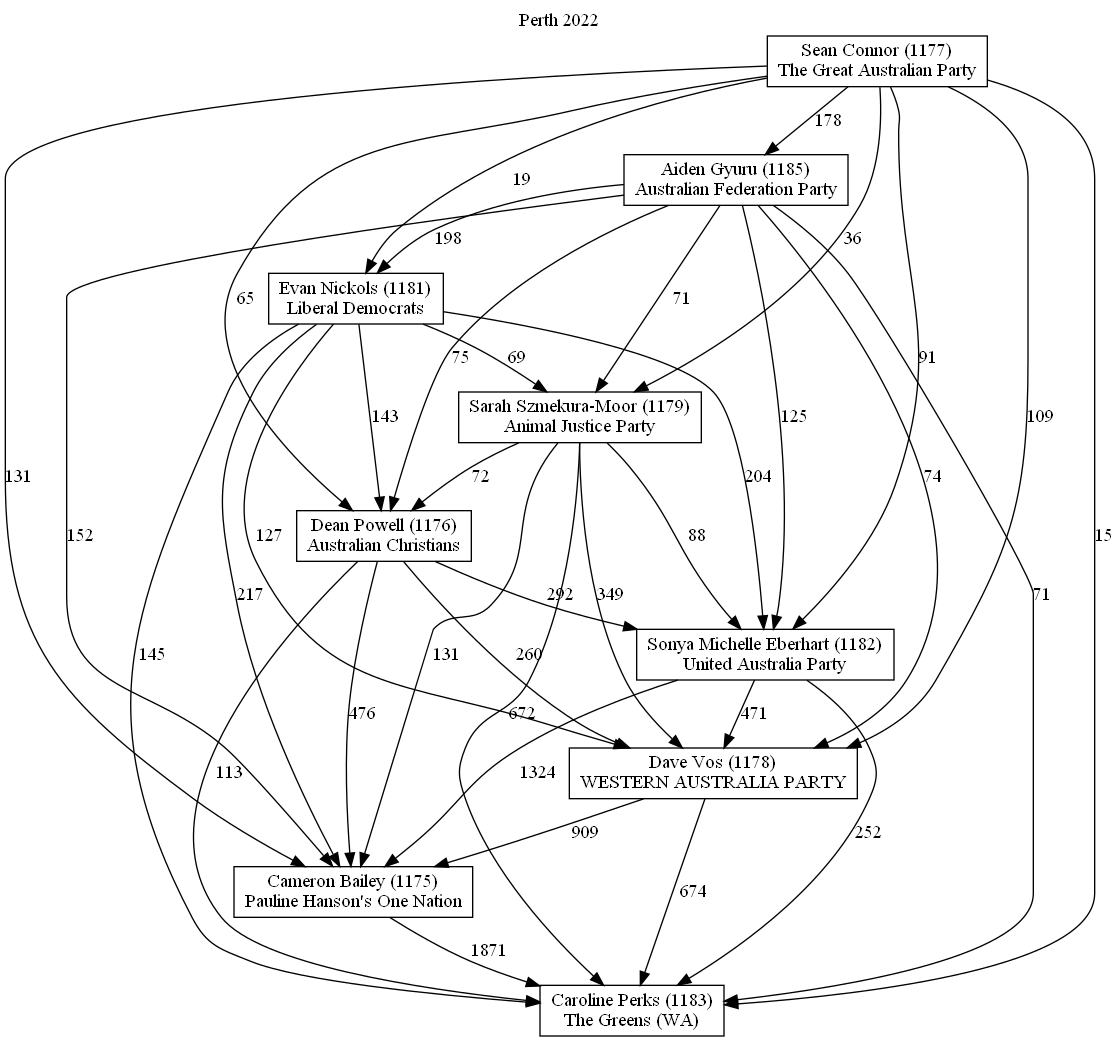 Perth 2022
Sean Connor (1177)
The Great Australian Party
178
Aiden Gyuru (1185)
Australian Federation Party
19
198
36
Evan Nickols (1181)
Liberal Democrats
65
71
75
69
91
Sarah Szmekura-Moor (1179)
Animal Justice Party
143
125
109
131
72
204
74
Dean Powell (1176)
Australian Christians
152
127
88
15
217
292
349
71
Sonya Michelle Eberhart (1182)
United Australia Party
145
131
260
476
672
471
Dave Vos (1178)
WESTERN AUSTRALIA PARTY
113
1324
909
252
Cameron Bailey (1175)
Pauline Hanson's One Nation
674
1871
Caroline Perks (1183)
The Greens (WA)